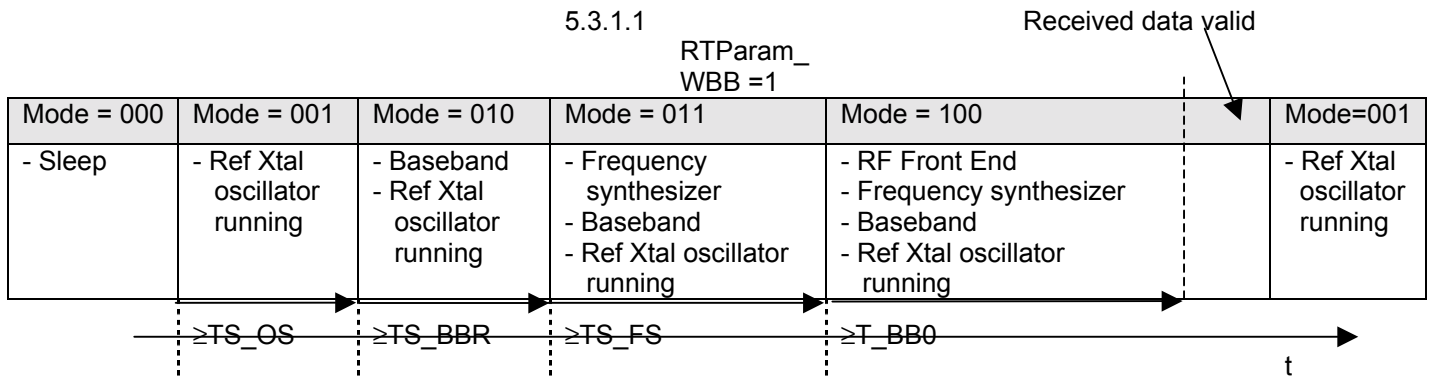 5.3.1.1
Received data valid
RTParam_
WBB =1
Mode = 000
Mode = 001
Mode = 010
Mode = 011
Mode = 100
Mode=001
- Sleep
- Ref Xtal
oscillator
running
- Baseband
- Ref Xtal
oscillator
running
- Frequency
synthesizer
- Baseband
- Ref Xtal oscillator
running
- RF Front End
- Frequency synthesizer
- Baseband
- Ref Xtal oscillator
running
- Ref Xtal
oscillator
running
≥TS_OS
≥TS_BBR
≥TS_FS
≥T_BB0
t